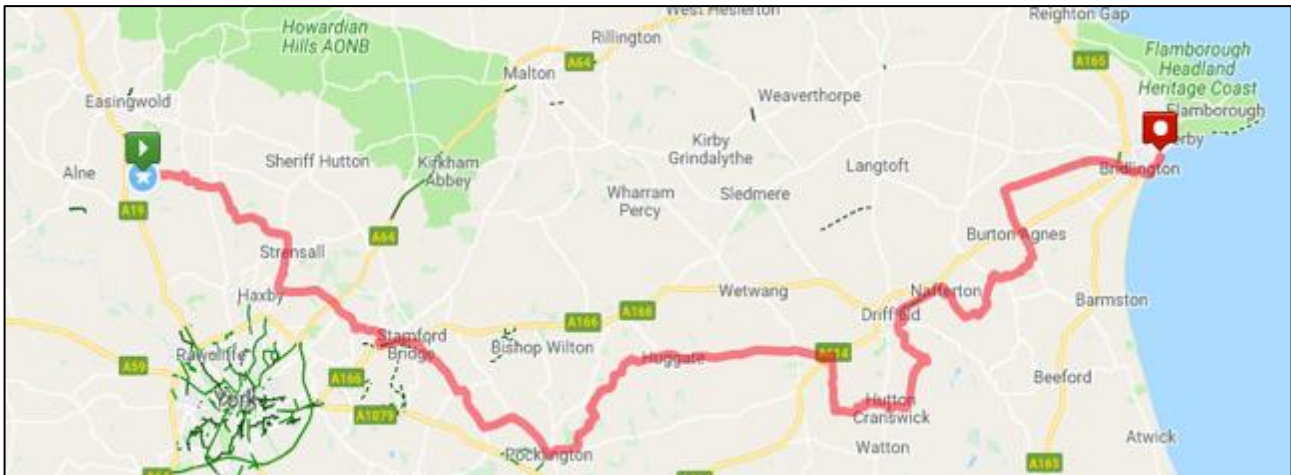 West Heslerton
Reighton Gap
Howardian
Hills AONB
Rillington
A64
Flamborough
Headland
Heritage Coast
A165
Malton
Easingwold
Weaverthorpe
Flamborough
Kirby
Grindalythe
Sheriff Hutton
Kirkham
Abbey
Langtoft
Bridlington
Alne
Wharram
Percy
Sledmere
A19
A64
Burton Agnes
Strensall
Haxby
Wetwang
Nafferton
Barmston
Driffield
A166
A166
Stamford
Bridge
Bishop Wilton
Huggate
A614
Rawcliffe
A59
A166
Beeford
York
A1079
Hutton
Cranswick
Watton
Atwick
Pocklington
A165